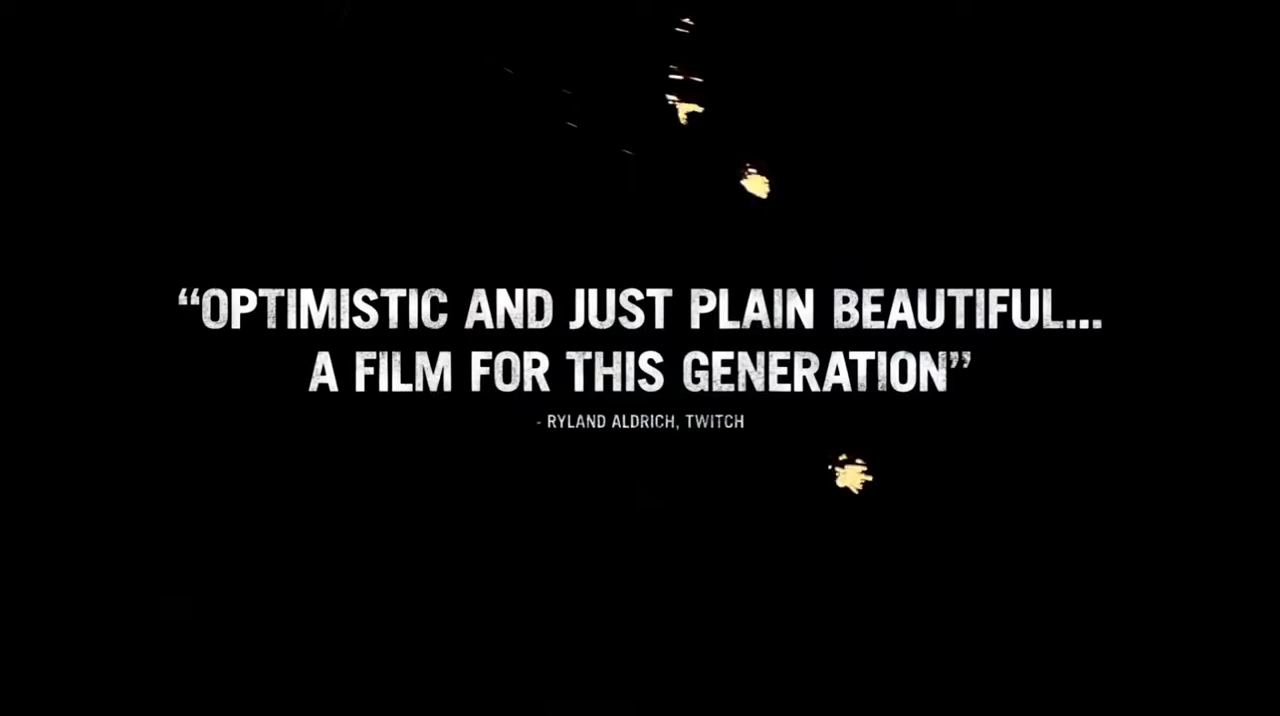 “OPTIMISTIC AND JUST PLAIN BEAUTIFUL...
A FILM FOR THIS GENERATION”
- RYLAND ALDRICH, TWITCH